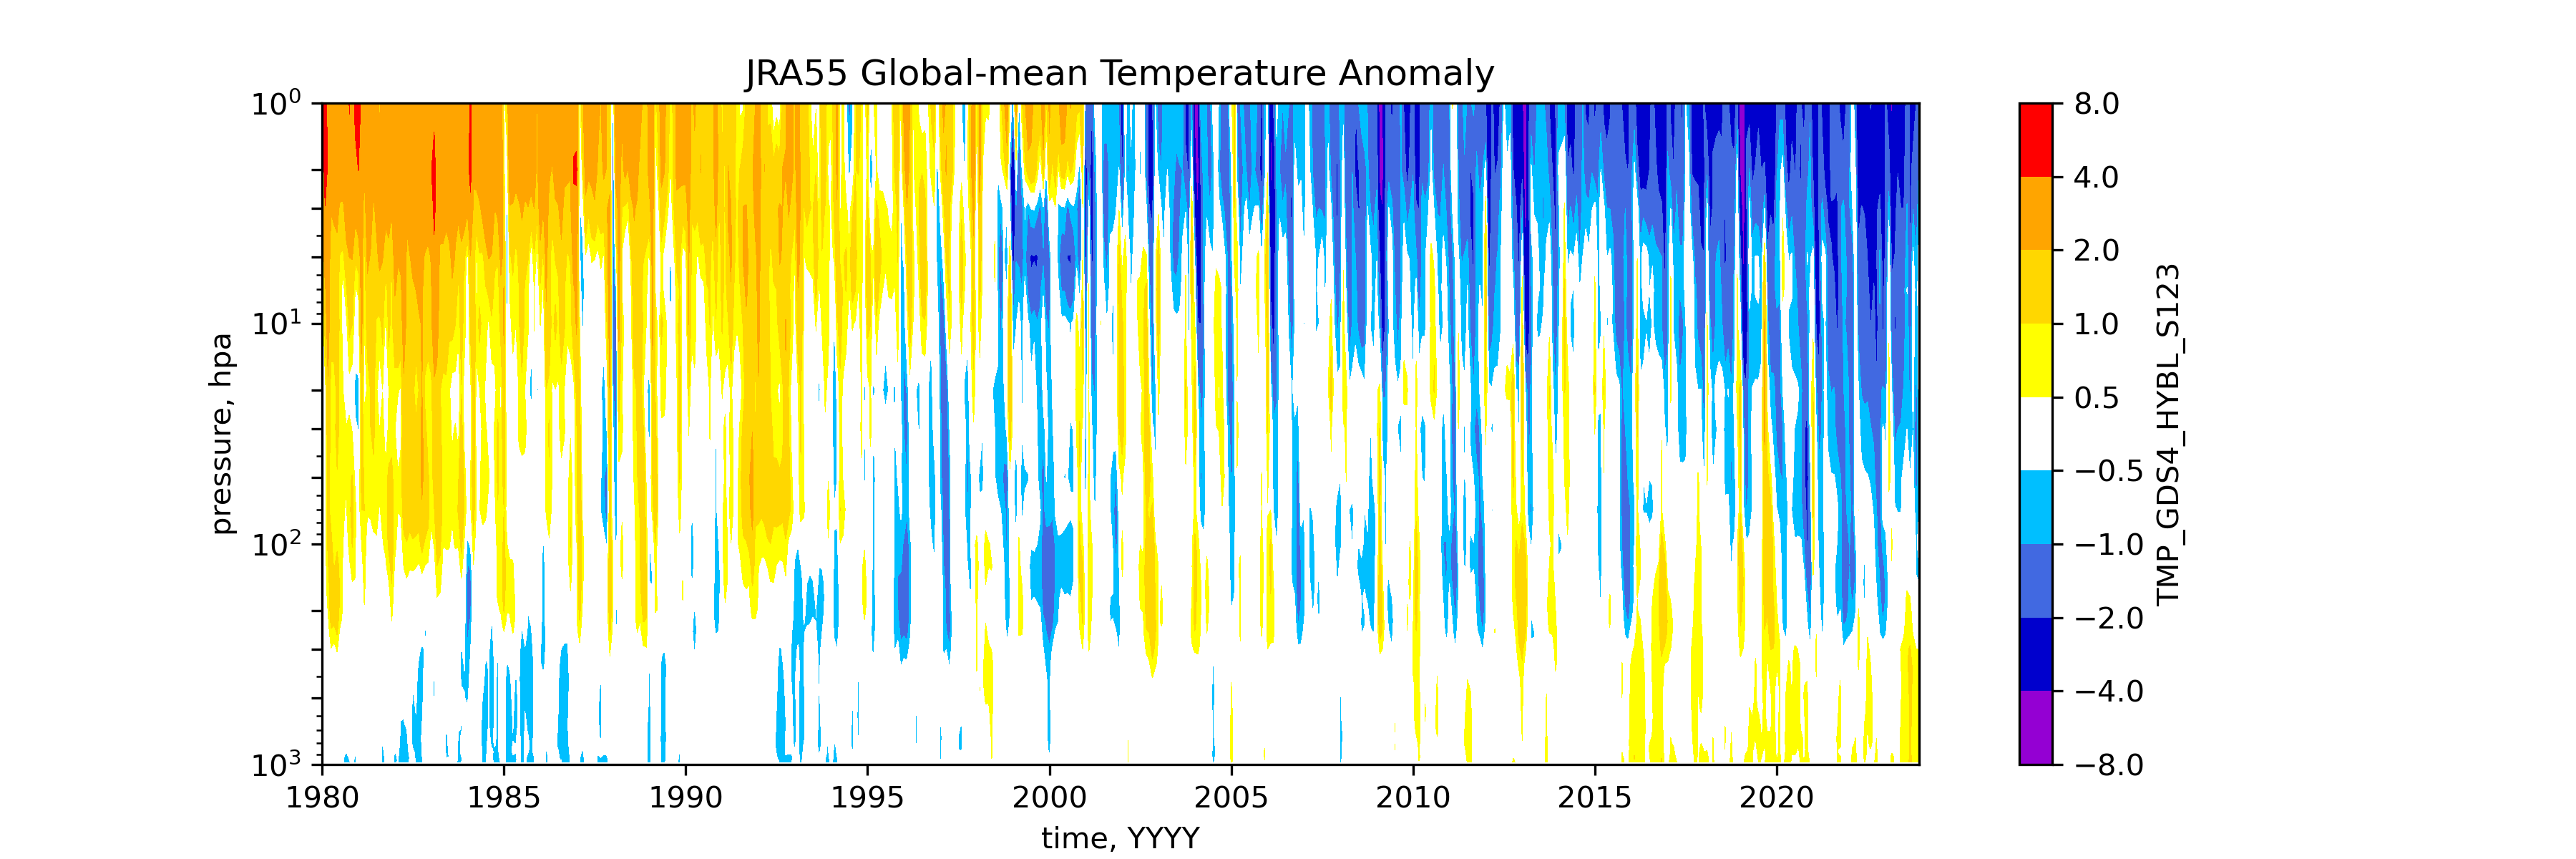 JRA55 Global-mean Temperature Anomaly
10⁰
10¹
10²
10³
pressure, hpa
1980 1985 1990 1995 2000 2005 2010 2015 2020
time, YYYY
8.0
4.0
2.0
1.0
0.5
−0.5
−1.0
−2.0
−4.0
−8.0
TMP_GDS4_HYBL_S123